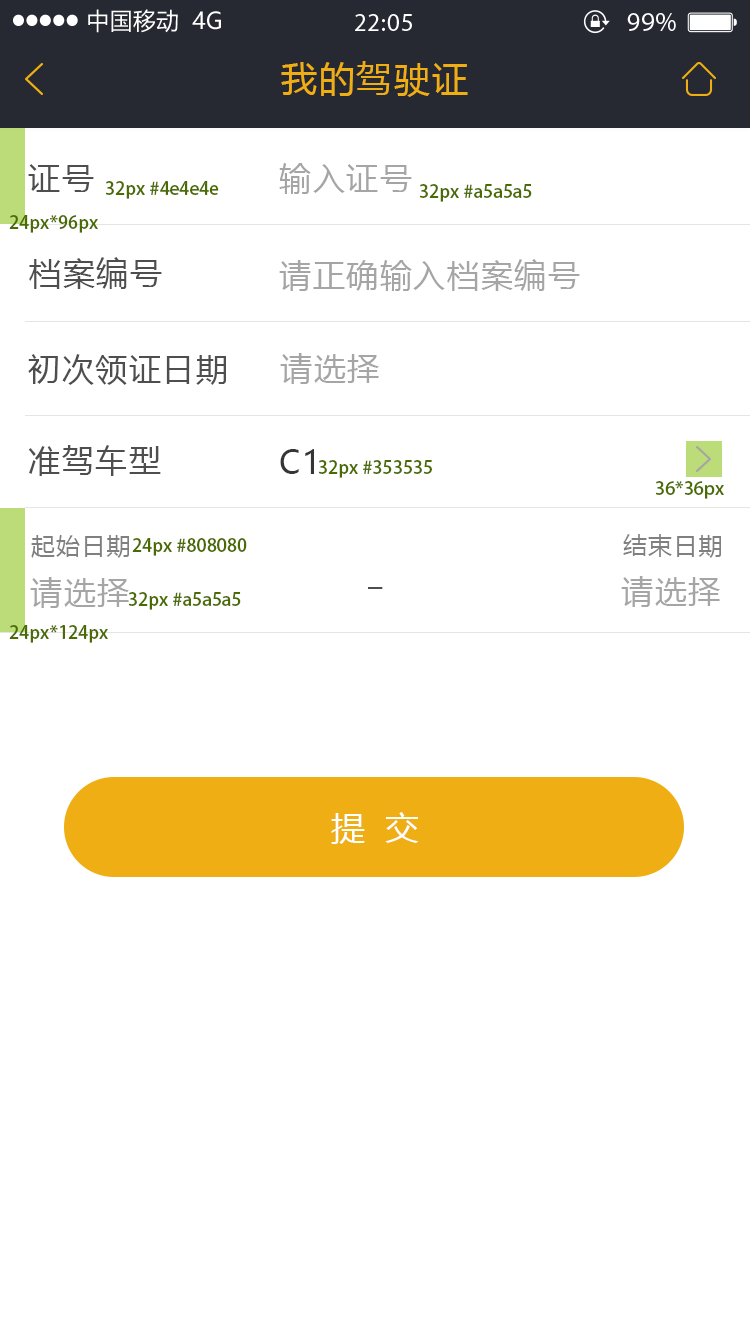 中国移动 4G 22:05 99%
我的驾驶证
证号 32px #4e4e4e 输入证号 32px #a5a5a5
24px*96px
档案编号 请正确输入档案编号
初次领证日期 请选择
准驾车型 C1 32px #353535
36*36px
起始日期 24px #808080 结束日期
请选择 32px #a5a5a5 – 请选择
24px*124px
提 交